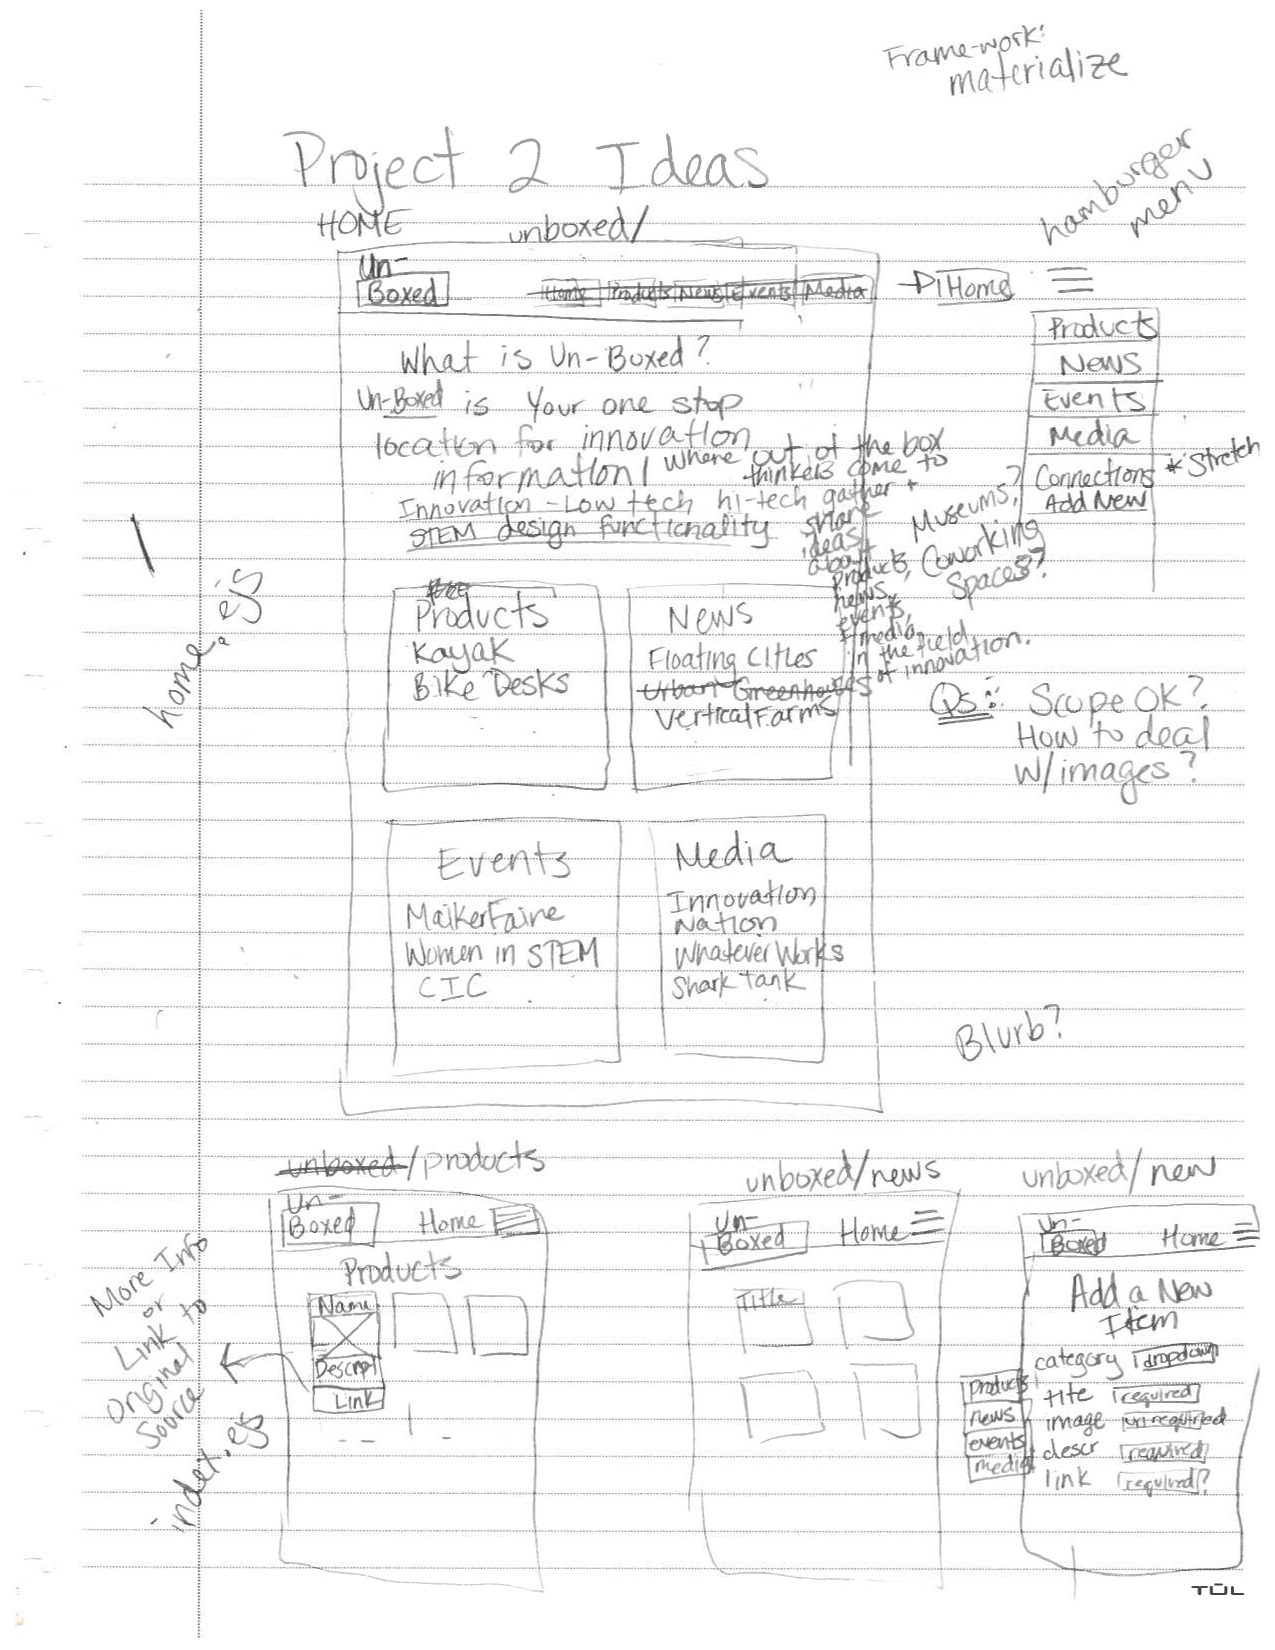 Frame-work:
materialize
Project 2 Ideas
HOME
unboxed/
hamburger
menu
Un-
Boxed
Home Products News Events Media
Home
Products
News
Events
Media
Connections * Stretch
Add New
What is Un-Boxed?
Un-Boxed is your one stop
location for innovation
information! where out of the box
thinkers come to
gather +
share
ideas
about
products,
news,
events,
+media,
in the field
of innovation.
Innovation - Low tech hi-tech
STEM design functionality
Museums?
Coworking
Spaces?
home.ejs
Products
Kayak
Bike Desks
News
Floating Cities
Urban Greenhouses
Vertical Farms
Qs: Scope OK?
How to deal
w/images?
Events
MaikerFaine
Women in STEM
CIC
Media
Innovation
Nation
Whatever Works
Shark Tank
Blurb?
unboxed/products
Un-
Boxed
Home
Products
Name
Descript
Link
More Info
or
Link to
Original
Source
index.ejs
unboxed/news
Un-
Boxed
Home
Title
unboxed/new
Un-
Boxed
Home
Add a New
Item
category dropdown
products
news
events
media
title required
image unrequired
descr required
link required?
TŪL